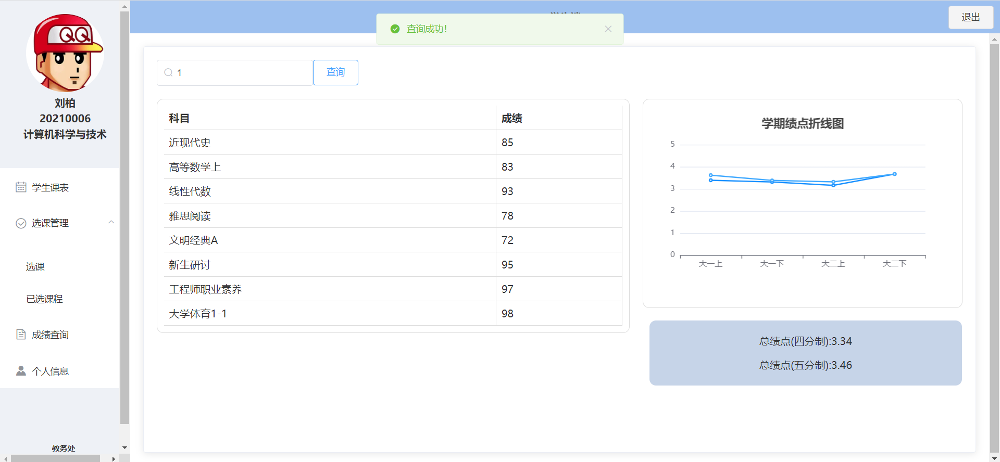 QQ
刘柏
20210006
计算机科学与技术
学生课表
选课管理
选课
已选课程
成绩查询
个人信息
教务处
查询成功!
退出
1
查询
科目 成绩
近现代史 85
高等数学上 83
线性代数 93
雅思阅读 78
文明经典A 72
新生研讨 95
工程师职业素养 97
大学体育1-1 98
学期绩点折线图
5
4
3
2
1
0
大一上 大一下 大二上 大二下
总绩点(四分制):3.34
总绩点(五分制):3.46